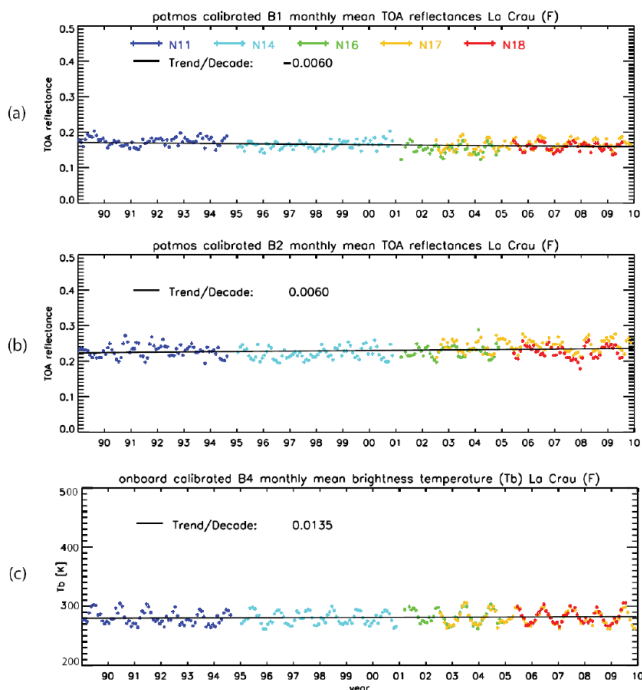 patmos calibrated B1 monthly mean TOA reflectances La Crau (F)
0.5
N11 N14 N16 N17 N18
0.4
Trend/Decade: −0.0060
(a)
TOA reflectance
0.3
0.2
0.1
0.0
90 91 92 93 94 95 96 97 98 99 00 01 02 03 04 05 06 07 08 09 10
patmos calibrated B2 monthly mean TOA reflectances La Crau (F)
0.5
0.4
Trend/Decade: 0.0060
(b)
TOA reflectance
0.3
0.2
0.1
0.0
90 91 92 93 94 95 96 97 98 99 00 01 02 03 04 05 06 07 08 09 10
onboard calibrated B4 monthly mean brightness temperature (Tb) La Crau (F)
500
Trend/Decade: 0.0135
400
(c)
Tb [K]
300
200
90 91 92 93 94 95 96 97 98 99 00 01 02 03 04 05 06 07 08 09 10
year